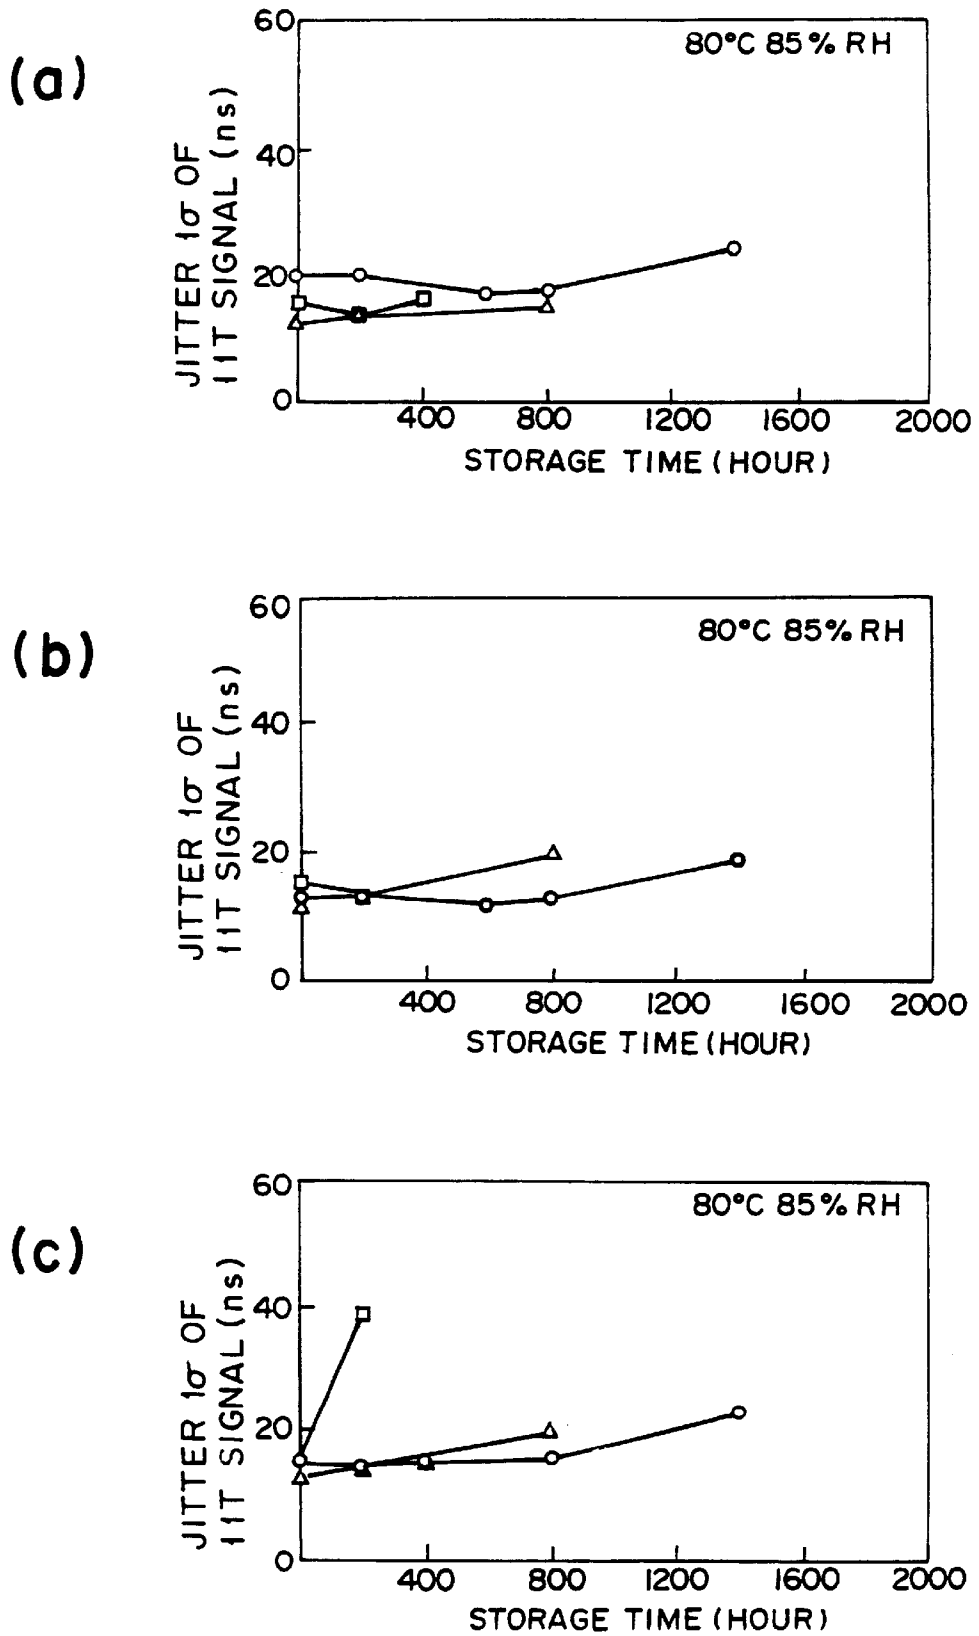 (a)
80°C 85% RH
JITTER 1σ OF
11T SIGNAL (ns)
60
40
20
0
400 800 1200 1600 2000
STORAGE TIME (HOUR)
(b)
80°C 85% RH
JITTER 1σ OF
11T SIGNAL (ns)
60
40
20
0
400 800 1200 1600 2000
STORAGE TIME (HOUR)
(c)
80°C 85% RH
JITTER 1σ OF
11T SIGNAL (ns)
60
40
20
0
400 800 1200 1600 2000
STORAGE TIME (HOUR)